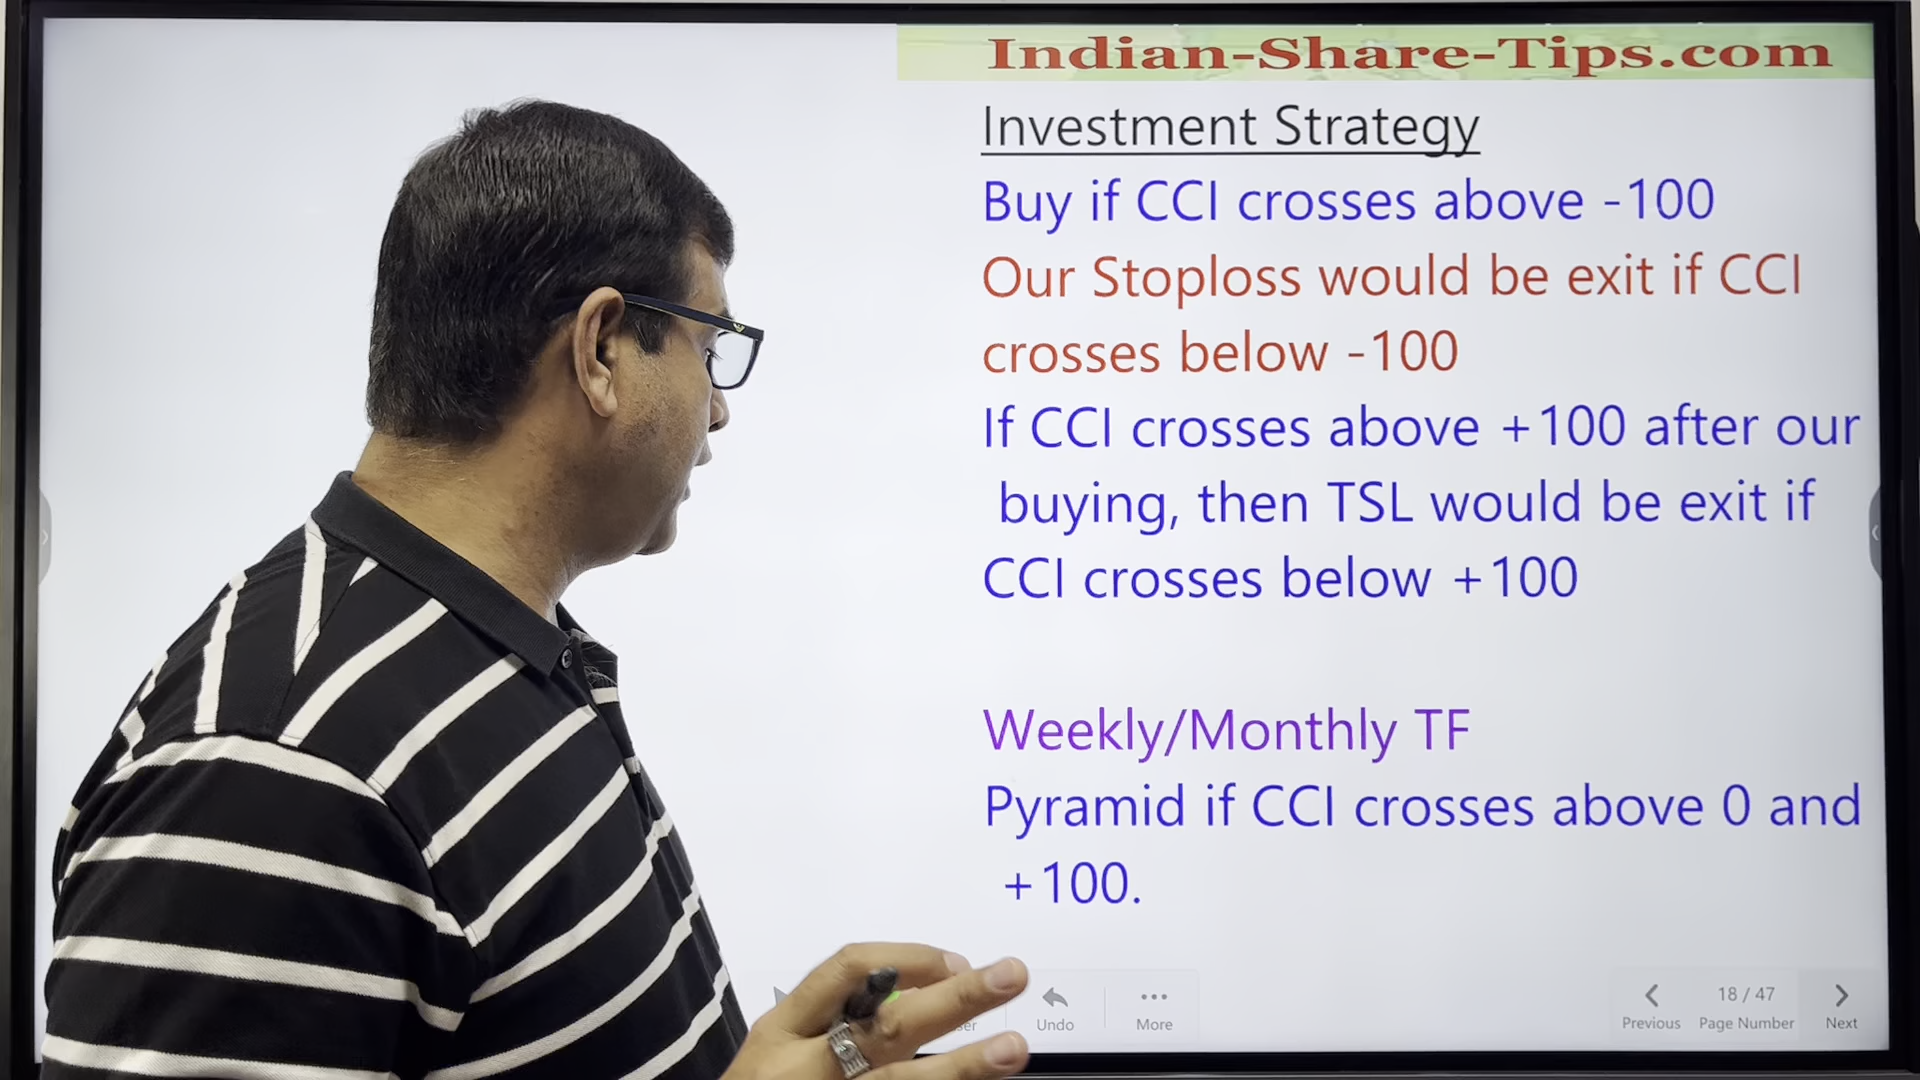 Indian-Share-Tips.com
Investment Strategy
Buy if CCI crosses above -100
Our Stoploss would be exit if CCI
crosses below -100
If CCI crosses above +100 after our
buying, then TSL would be exit if
CCI crosses below +100
Weekly/Monthly TF
Pyramid if CCI crosses above 0 and
+100.
Undo
More
18 / 47
Previous
Page Number
Next